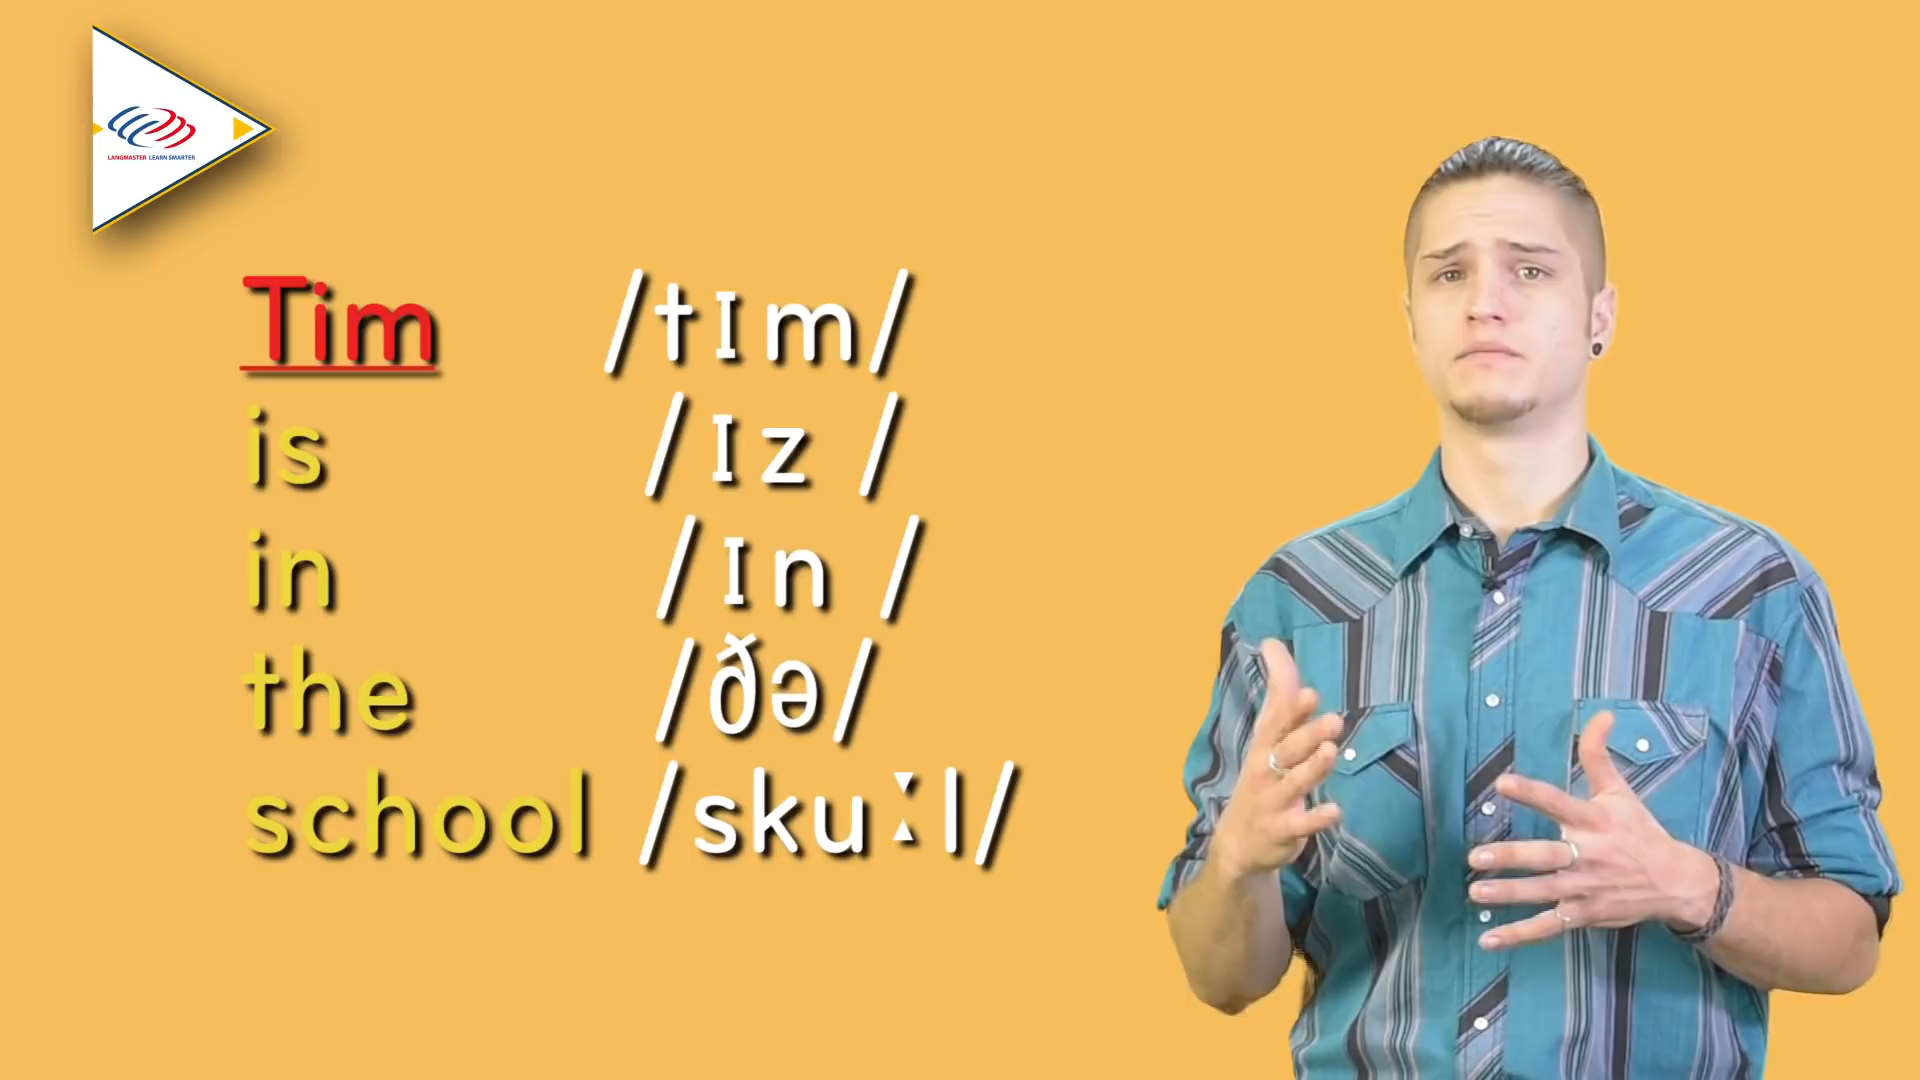 LANGMASTER LEARN SMARTER
Tim /tɪm/
is /ɪz/
in /ɪn/
the /ðə/
school /skuːl/